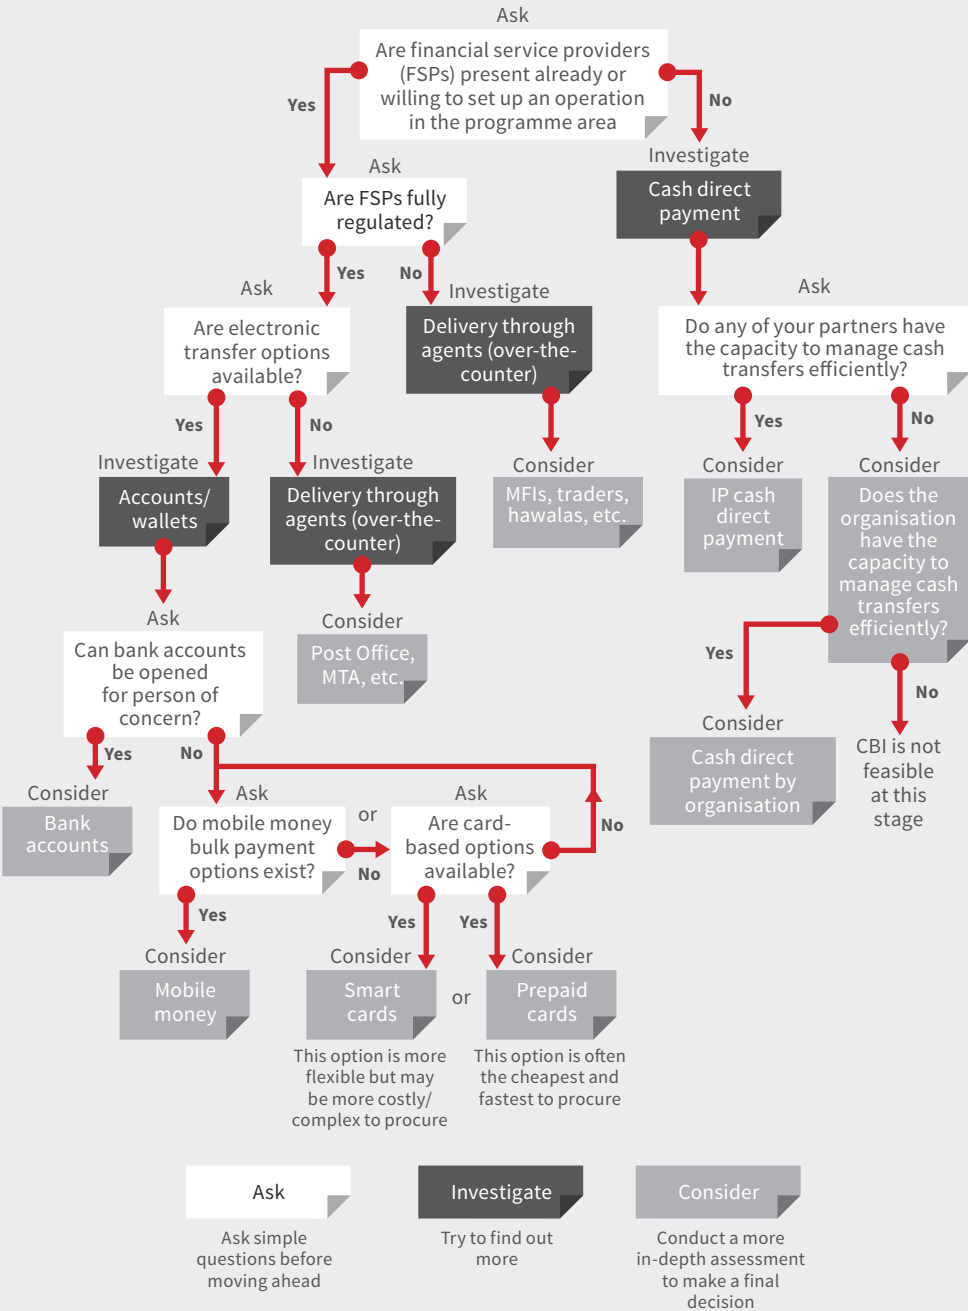 Ask
Are financial service providers
(FSPs) present already or
willing to set up an operation
in the programme area
Yes
No
Ask
Are FSPs fully
regulated?
Investigate
Cash direct
payment
Yes
No
Ask
Are electronic
transfer options
available?
Investigate
Delivery through
agents (over-the-
counter)
Ask
Do any of your partners have
the capacity to manage cash
transfers efficiently?
Yes
No
Yes
No
Investigate
Accounts/
wallets
Investigate
Delivery through
agents (over-the-
counter)
Consider
MFIs, traders,
hawalas, etc.
Consider
IP cash
direct
payment
Consider
Does the
organisation
have the
capacity to
manage cash
transfers
efficiently?
Ask
Can bank accounts
be opened
for person of
concern?
Consider
Post Office,
MTA, etc.
Yes
No
Yes
No
Consider
Cash direct
payment by
organisation
CBI is not
feasible
at this
stage
Consider
Bank
accounts
Ask
Do mobile money
bulk payment
options exist?
or
No
Ask
Are card-
based options
available?
No
Yes
Yes
Yes
Consider
Mobile
money
Consider
Smart
cards
or
Consider
Prepaid
cards
This option is more
flexible but may
be more costly/
complex to procure
This option is often
the cheapest and
fastest to procure
Ask
Ask simple
questions before
moving ahead
Investigate
Try to find out
more
Consider
Conduct a more
in-depth assessment
to make a final
decision